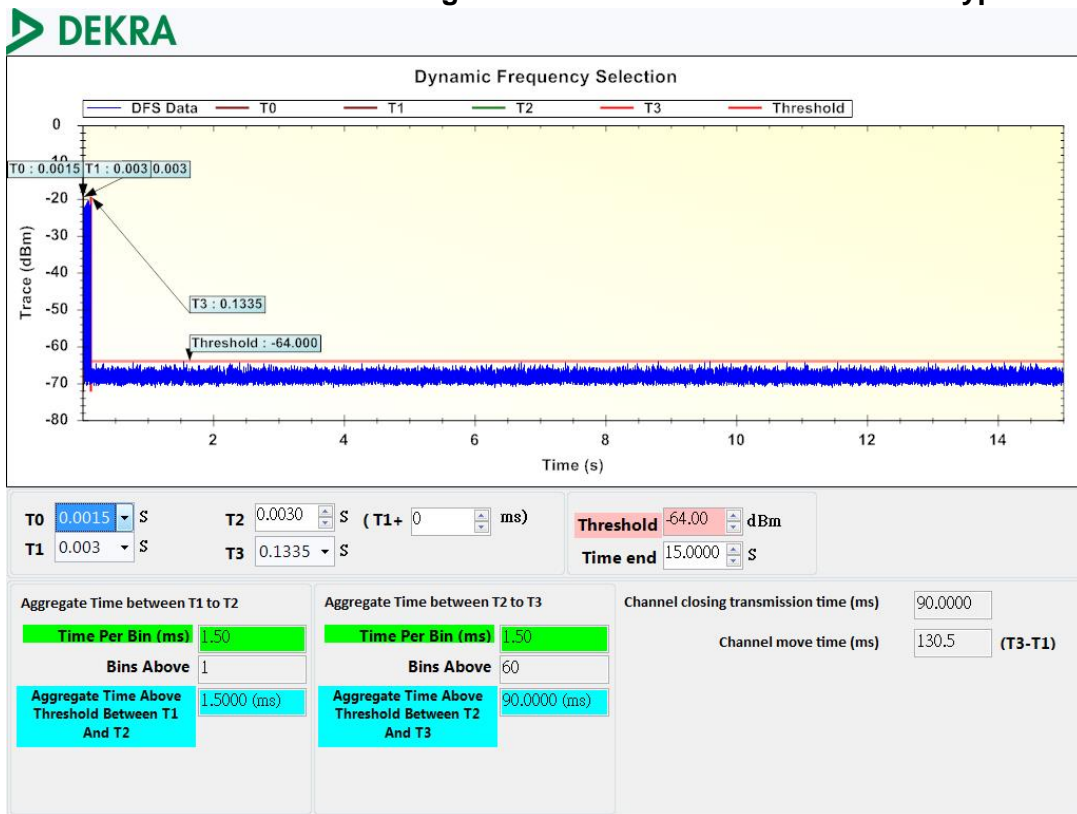 DEKRA
Dynamic Frequency Selection
DFS Data T0 T1 T2 T3 Threshold
0
-10
T0 : 0.0015 T1 : 0.003 0.003
-20
-30
-40
T3 : 0.1335
-50
Threshold : -64.000
-60
-70
-80
Trace (dBm)
2 4 6 8 10 12 14
Time (s)
T0 0.0015 S T2 0.0030 S ( T1+ 0 ms) Threshold -64.00 dBm
T1 0.003 S T3 0.1335 S Time end 15.0000 S
Aggregate Time between T1 to T2
Time Per Bin (ms) 1.50
Bins Above 1
Aggregate Time Above
Threshold Between T1
And T2
1.5000 (ms)
Aggregate Time between T2 to T3
Time Per Bin (ms) 1.50
Bins Above 60
Aggregate Time Above
Threshold Between T2
And T3
90.0000 (ms)
Channel closing transmission time (ms) 90.0000
Channel move time (ms) 130.5 (T3-T1)